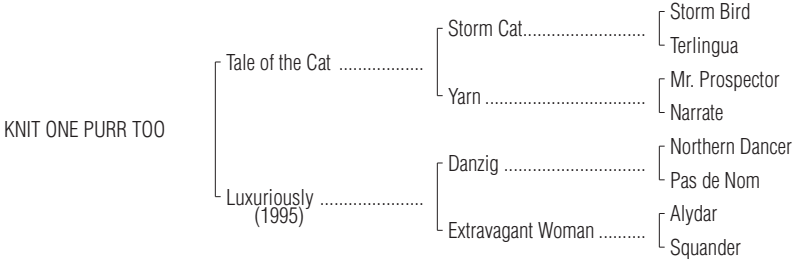 Storm Bird
Storm Cat..........................
Terlingua
Tale of the Cat ..................
Mr. Prospector
Yarn ..................................
Narrate
KNIT ONE PURR TOO
Northern Dancer
Danzig ..............................
Pas de Nom
Luxuriously ......................
(1995)
Alydar
Extravagant Woman ..........
Squander